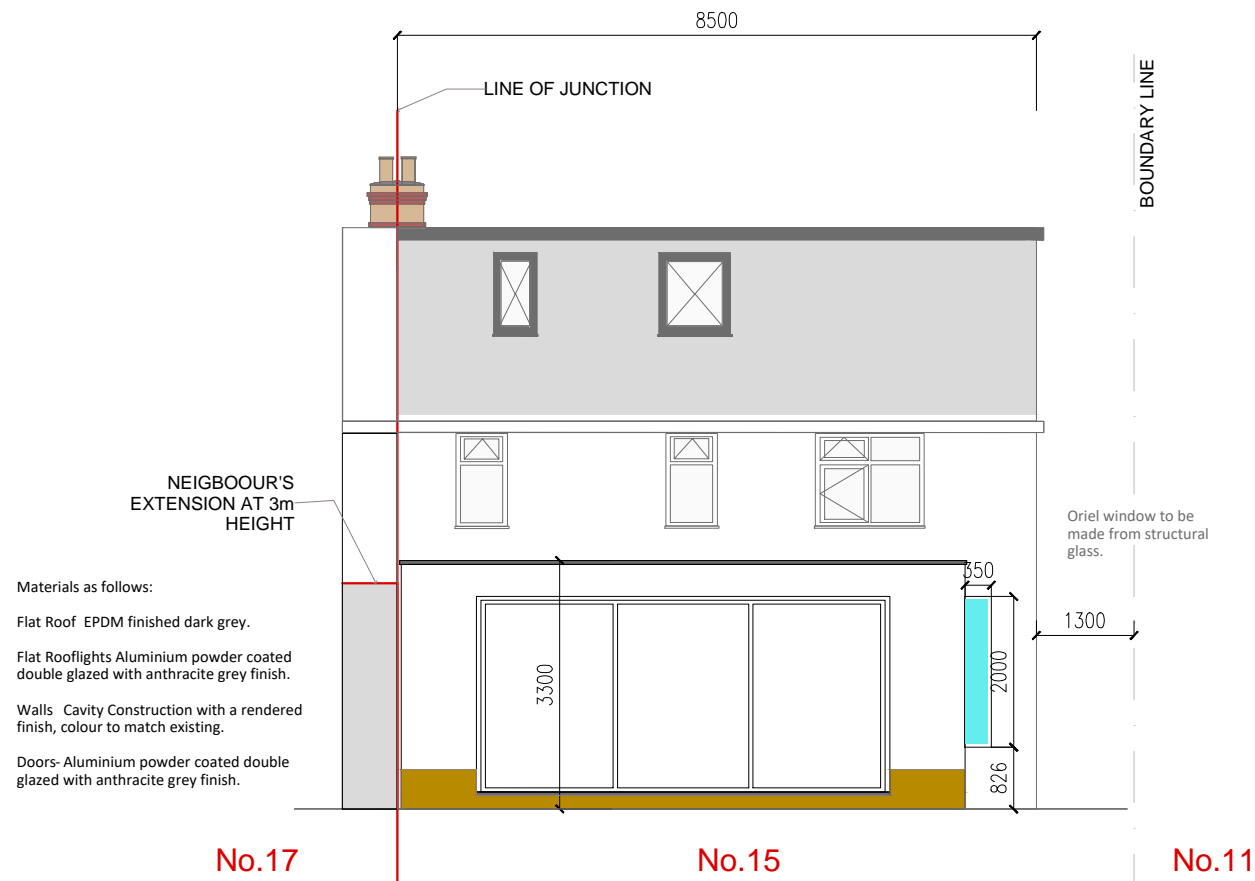 8500
LINE OF JUNCTION
BOUNDARY LINE
NEIGBOOUR'S
EXTENSION AT 3m
HEIGHT
Oriel window to be
made from structural
glass.
350
1300
2000
3300
826
Materials as follows:
Flat Roof EPDM finished dark grey.
Flat Rooflights Aluminium powder coated
double glazed with anthracite grey finish.
Walls Cavity Construction with a rendered
finish, colour to match existing.
Doors- Aluminium powder coated double
glazed with anthracite grey finish.
No.17
No.15
No.11